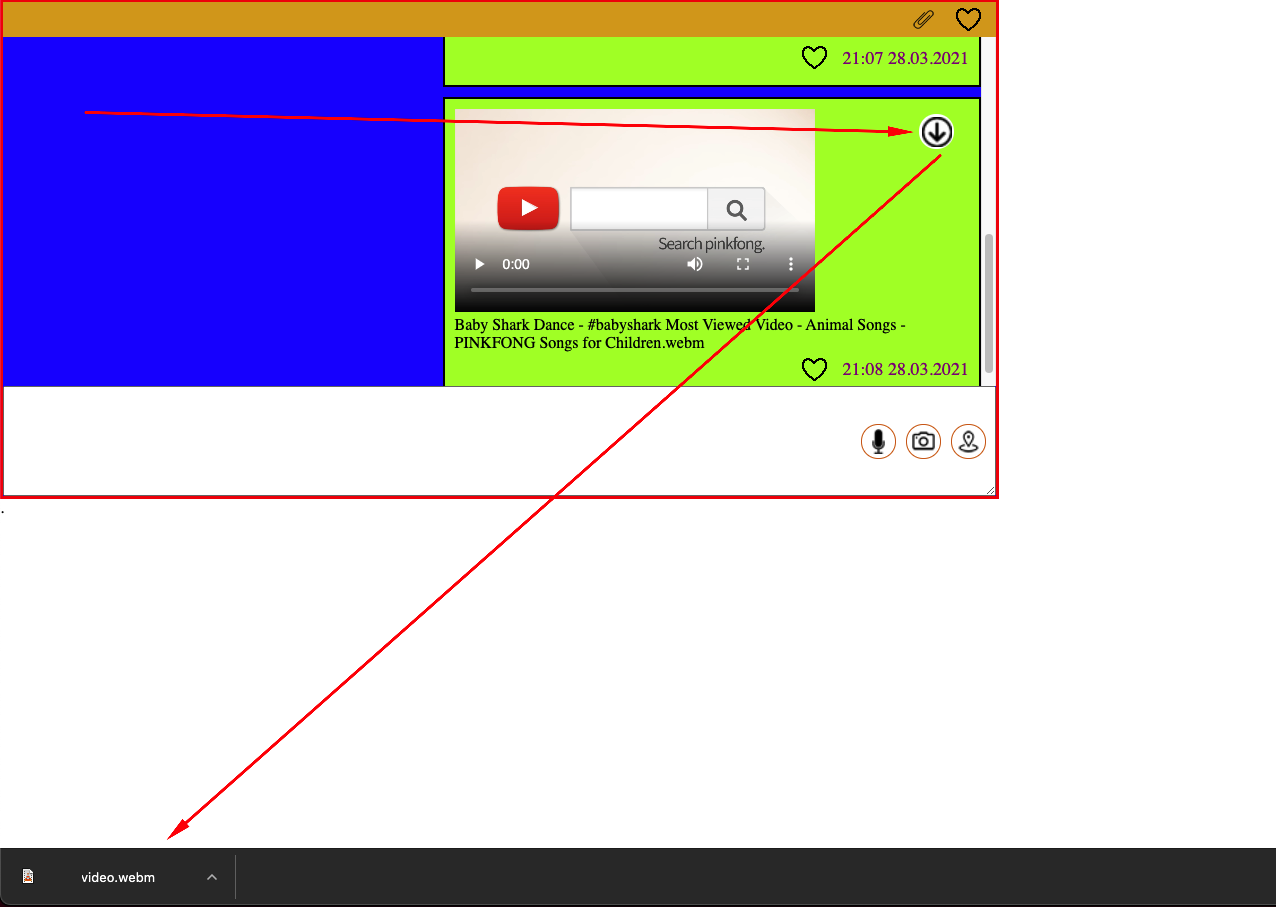 21:07 28.03.2021
Search pinkfong.
0:00
Baby Shark Dance - #babyshark Most Viewed Video - Animal Songs -
PINKFONG Songs for Children.webm
21:08 28.03.2021
.
video.webm